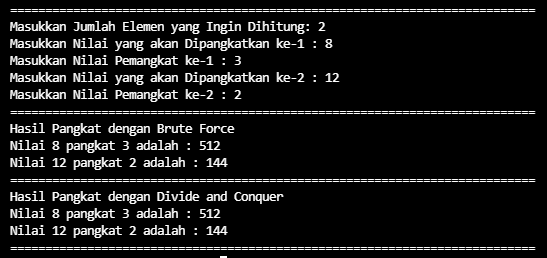 ===========================================================================
Masukkan Jumlah Elemen yang Ingin Dihitung: 2
Masukkan Nilai yang akan Dipangkatkan ke-1 : 8
Masukkan Nilai Pemangkat ke-1 : 3
Masukkan Nilai yang akan Dipangkatkan ke-2 : 12
Masukkan Nilai Pemangkat ke-2 : 2
===========================================================================
Hasil Pangkat dengan Brute Force
Nilai 8 pangkat 3 adalah : 512
Nilai 12 pangkat 2 adalah : 144
===========================================================================
Hasil Pangkat dengan Divide and Conquer
Nilai 8 pangkat 3 adalah : 512
Nilai 12 pangkat 2 adalah : 144
===========================================================================